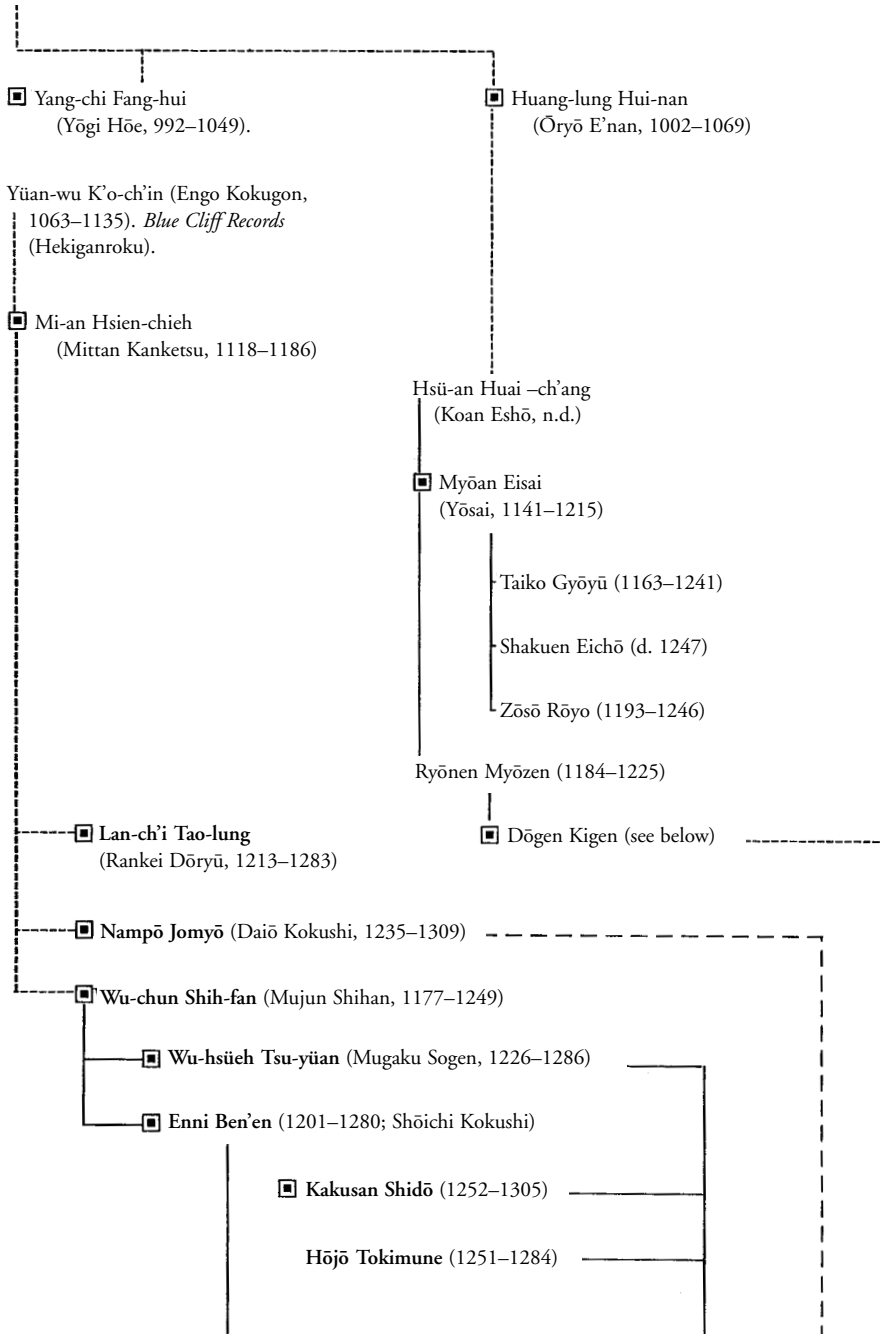 Yang-chi Fang-hui
(Yōgi Hōe, 992–1049).
Huang-lung Hui-nan
(Ōryō E’nan, 1002–1069)
Yüan-wu K’o-ch’in (Engo Kokugon,
1063–1135). Blue Cliff Records
(Hekiganroku).
Mi-an Hsien-chieh
(Mittan Kanketsu, 1118–1186)
Hsü-an Huai –ch’ang
(Koan Eshō, n.d.)
Myōan Eisai
(Yōsai, 1141–1215)
Taiko Gyōyū (1163–1241)
Shakuen Eichō (d. 1247)
Zōsō Rōyo (1193–1246)
Ryōnen Myōzen (1184–1225)
Lan-ch’i Tao-lung
(Rankei Dōryū, 1213–1283)
Dōgen Kigen (see below)
Nampō Jomyō (Daiō Kokushi, 1235–1309)
Wu-chun Shih-fan (Mujun Shihan, 1177–1249)
Wu-hsüeh Tsu-yüan (Mugaku Sogen, 1226–1286)
Enni Ben’en (1201–1280; Shōichi Kokushi)
Kakusan Shidō (1252–1305)
Hōjō Tokimune (1251–1284)